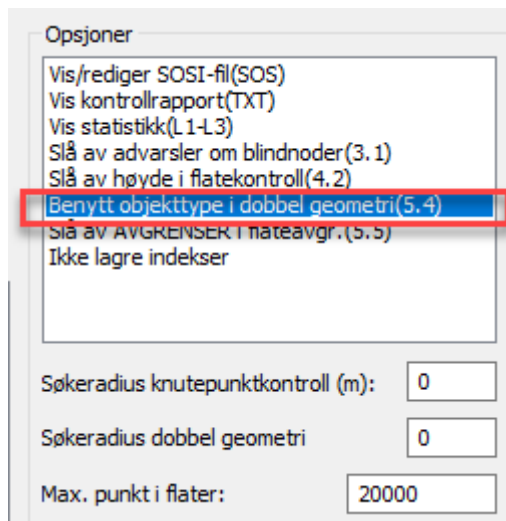 Opsjoner
Vis/rediger SOSI-fil(SOS)
Vis kontrollrapport(TXT)
Vis statistikk(L1-L3)
Slå av advarsler om blindnoder(3.1)
Slå av høyde i flatekontroll(4.2)
Benytt objekttype i dobbel geometri(5.4)
Slå av AVGRENSER i flateavgr.(5.5)
Ikke lagre indekser
Søkeradius knutepunktkontroll (m): 0
Søkeradius dobbel geometri 0
Max. punkt i flater: 20000